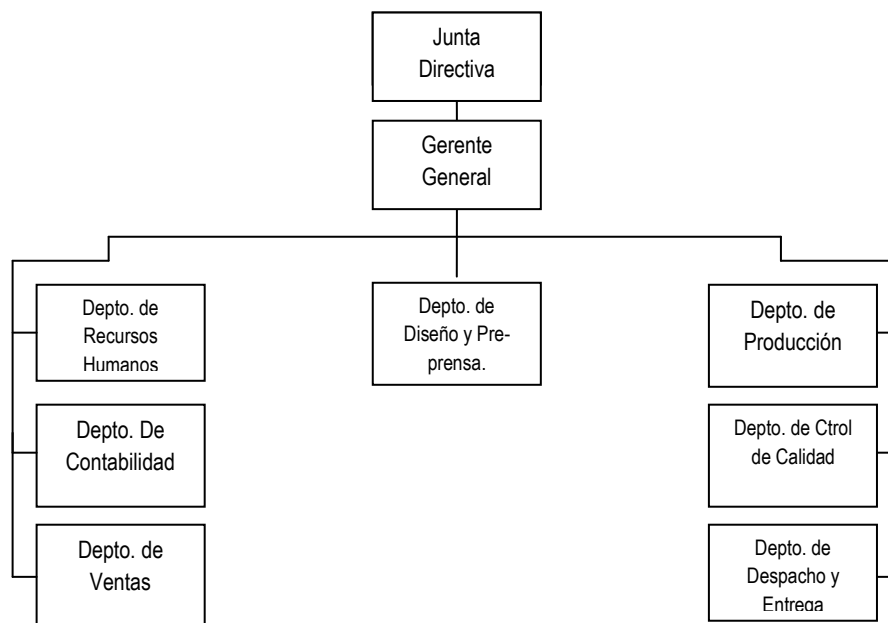 Junta
Directiva
Gerente
General
Depto. de
Recursos
Humanos
Depto. de
Diseño y Pre-
prensa.
Depto. de
Producción
Depto. De
Contabilidad
Depto. de Ctrol
de Calidad
Depto. de
Ventas
Depto. de
Despacho y
Entrega